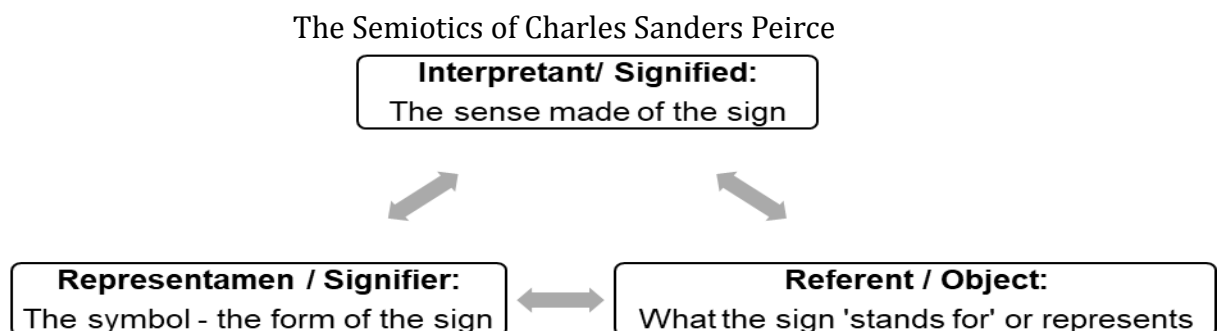 The Semiotics of Charles Sanders Peirce
Interpretant/ Signified:
The sense made of the sign
Representamen / Signifier:
The symbol - the form of the sign
Referent / Object:
What the sign 'stands for' or represents